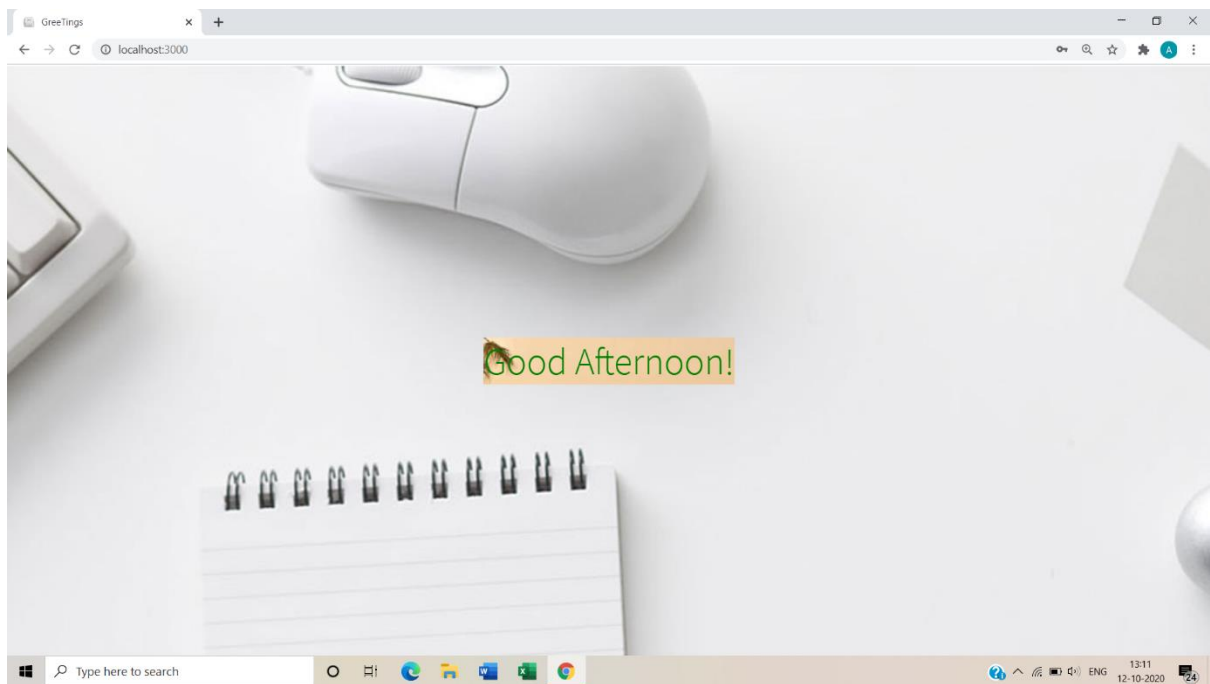 GreeTings
localhost:3000
A
Good Afternoon!
Type here to search
ENG
13:11
12-10-2020
24